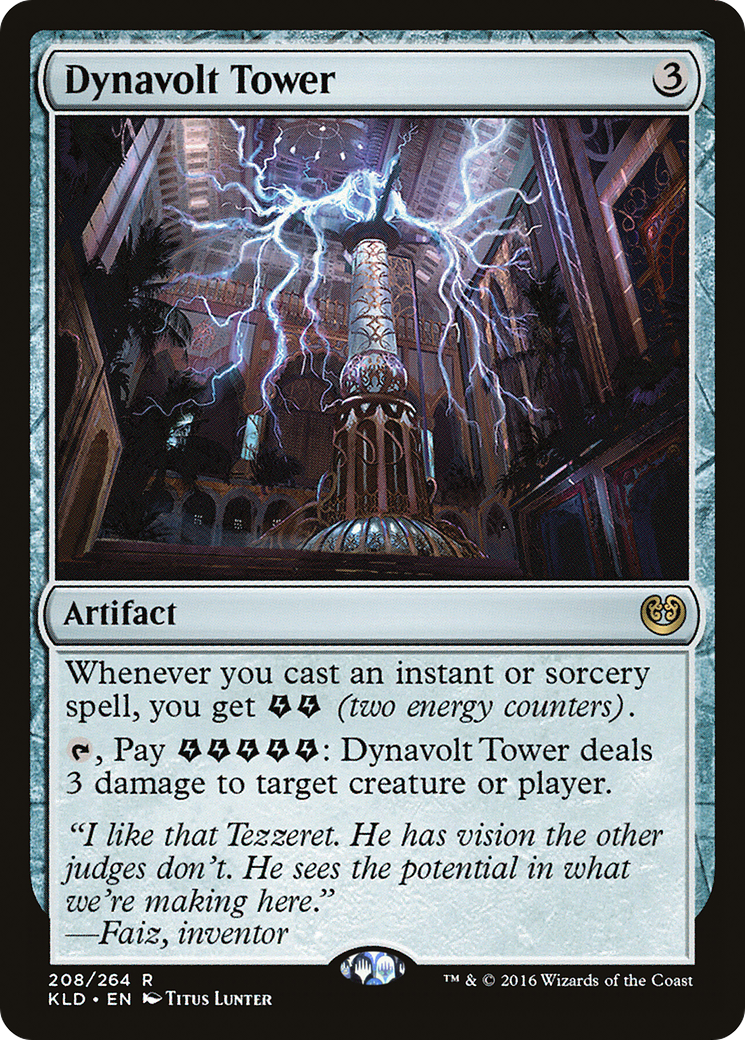 Dynavolt Tower 3
Artifact
Whenever you cast an instant or sorcery
spell, you get (two energy counters).
, Pay : Dynavolt Tower deals
3 damage to target creature or player.
“I like that Tezzeret. He has vision the other
judges don’t. He sees the potential in what
we’re making here.”
—Faiz, inventor
208/264 R
KLD • EN Titus Lunter
™ & © 2016 Wizards of the Coast